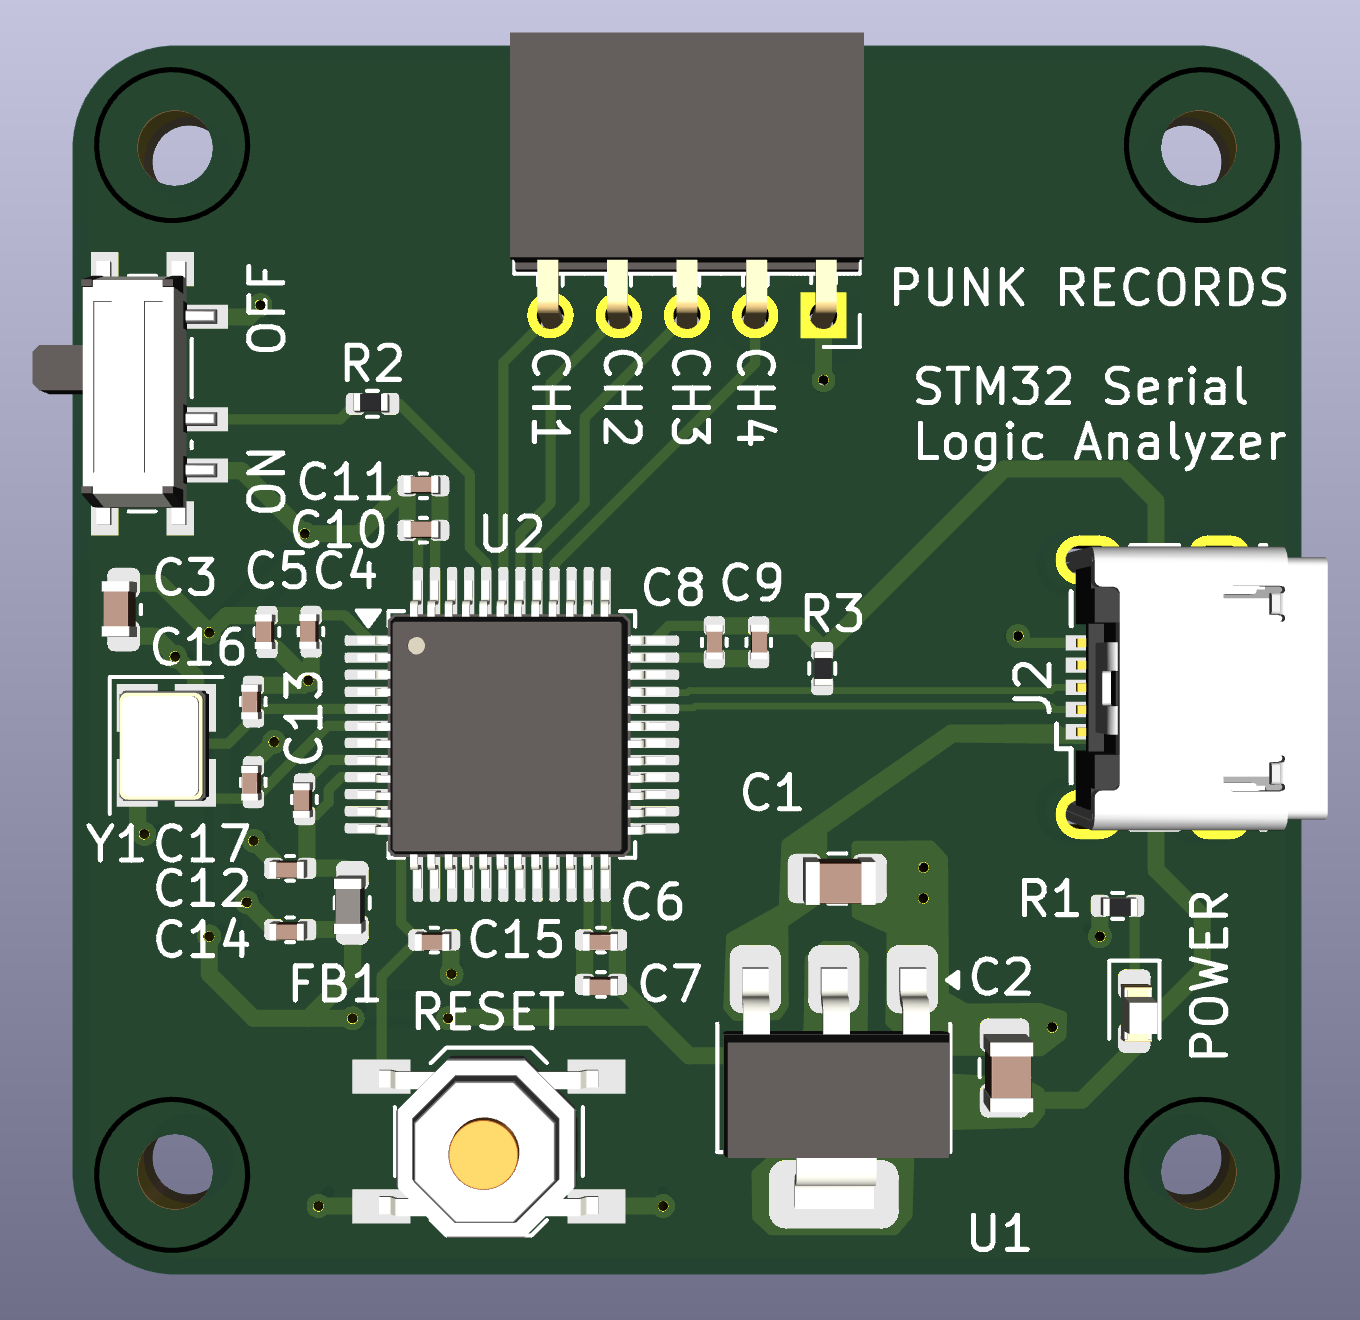 PUNK RECORDS
STM32 Serial
Logic Analyzer
OFF
ON
R2
CH1
CH2
CH3
CH4
C11
C10
U2
C3
C5
C4
C8
C9
R3
C16
C13
J2
C1
Y1
C17
C12
C14
C6
C15
C7
FB1
RESET
R1
POWER
C2
U1